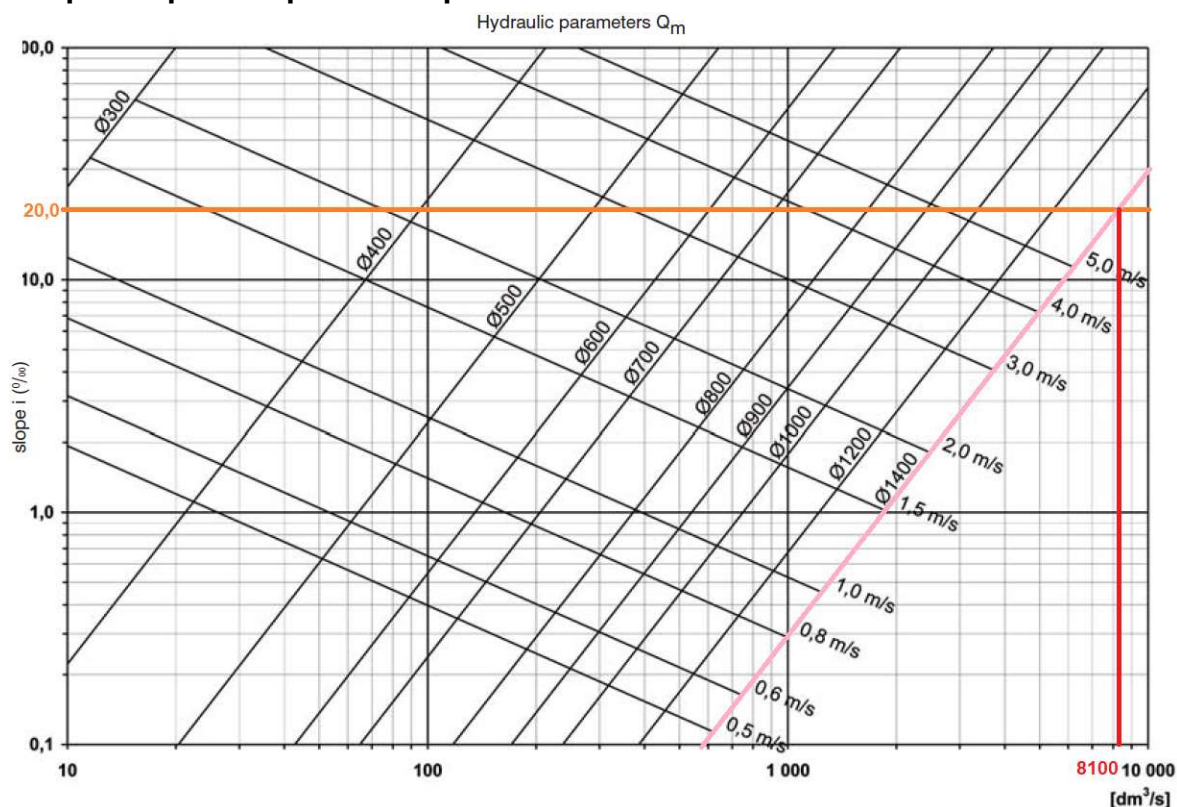 Hydraulic parameters Qm
00,0
20,0
10,0
1,0
0,1
slope i (⁰/₀₀)
Ø300
Ø400
Ø500
Ø600
Ø700
Ø800
Ø900
Ø1000
Ø1200
Ø1400
5,0 m/s
4,0 m/s
3,0 m/s
2,0 m/s
1,5 m/s
1,0 m/s
0,8 m/s
0,6 m/s
0,5 m/s
10
100
1 000
8100
10 000
[dm³/s]